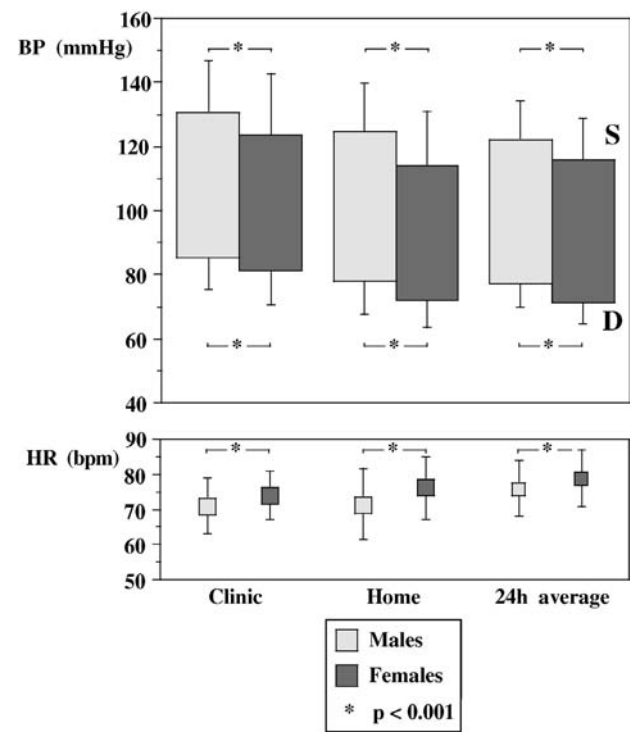 160
BP (mmHg)
* * *
140
120
S
100
80
D
60
* * *
40
90
HR (bpm)
* * *
80
70
60
50
Clinic Home 24h average
Males
Females
* p < 0.001